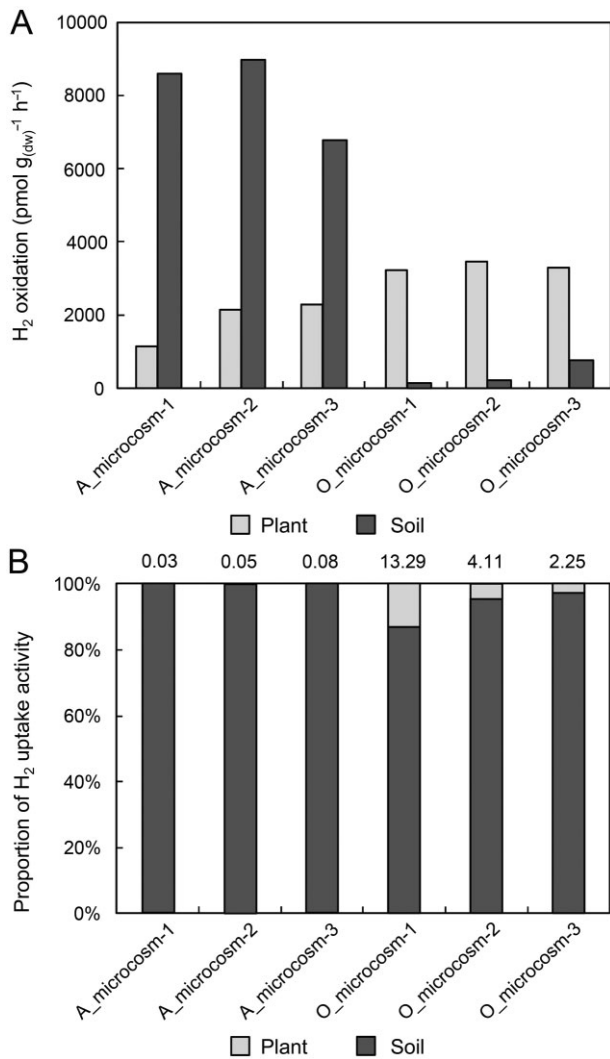 A
H₂ oxidation (pmol g(dw)⁻¹ h⁻¹)
10000
8000
6000
4000
2000
0
A_microcosm-1
A_microcosm-2
A_microcosm-3
O_microcosm-1
O_microcosm-2
O_microcosm-3
Plant Soil
B
0.03 0.05 0.08 13.29 4.11 2.25
Proportion of H₂ uptake activity
100%
80%
60%
40%
20%
0%
A_microcosm-1
A_microcosm-2
A_microcosm-3
O_microcosm-1
O_microcosm-2
O_microcosm-3
Plant Soil